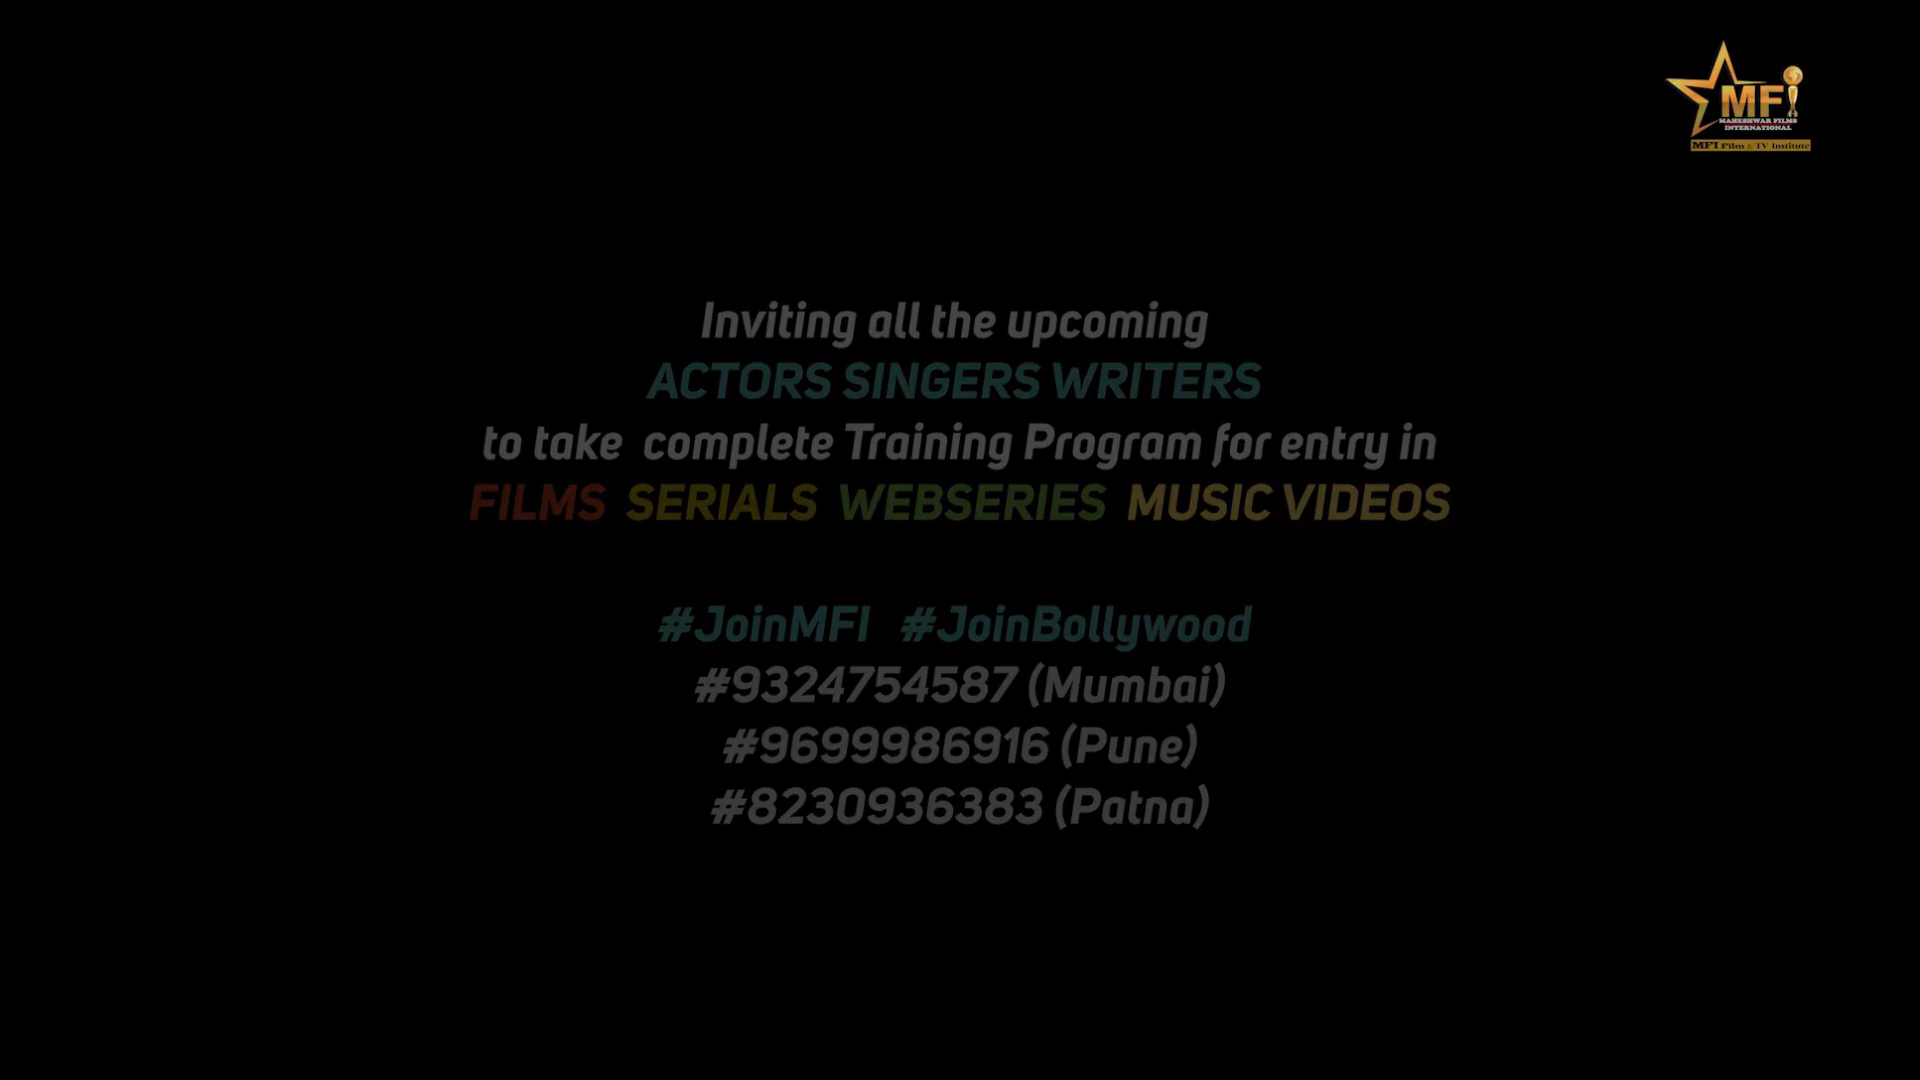 MFI
MAHESHWAR FILMS
INTERNATIONAL
MFI Film & TV Institute
Inviting all the upcoming
ACTORS SINGERS WRITERS
to take complete Training Program for entry in
FILMS SERIALS WEBSERIES MUSIC VIDEOS
#JoinMFI #JoinBollywood
#9324754587 (Mumbai)
#9699986916 (Pune)
#8230936383 (Patna)